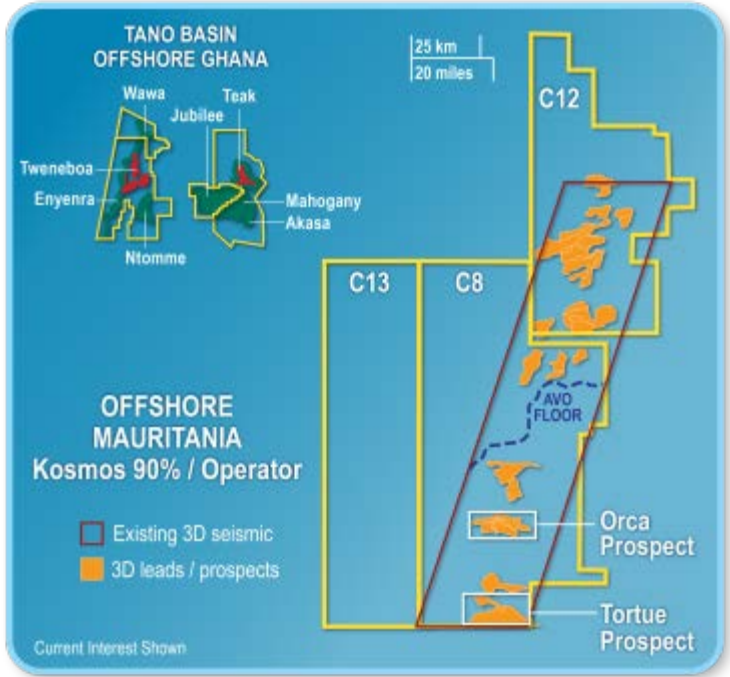 TANO BASIN
OFFSHORE GHANA
Wawa
Teak
Jubilee
Tweneboa
Enyenra
Mahogany
Akasa
Ntomme
25 km
20 miles
C12
C13
C8
AVO
FLOOR
OFFSHORE
MAURITANIA
Kosmos 90% / Operator
Existing 3D seismic
3D leads / prospects
Orca
Prospect
Tortue
Prospect
Current Interest Shown